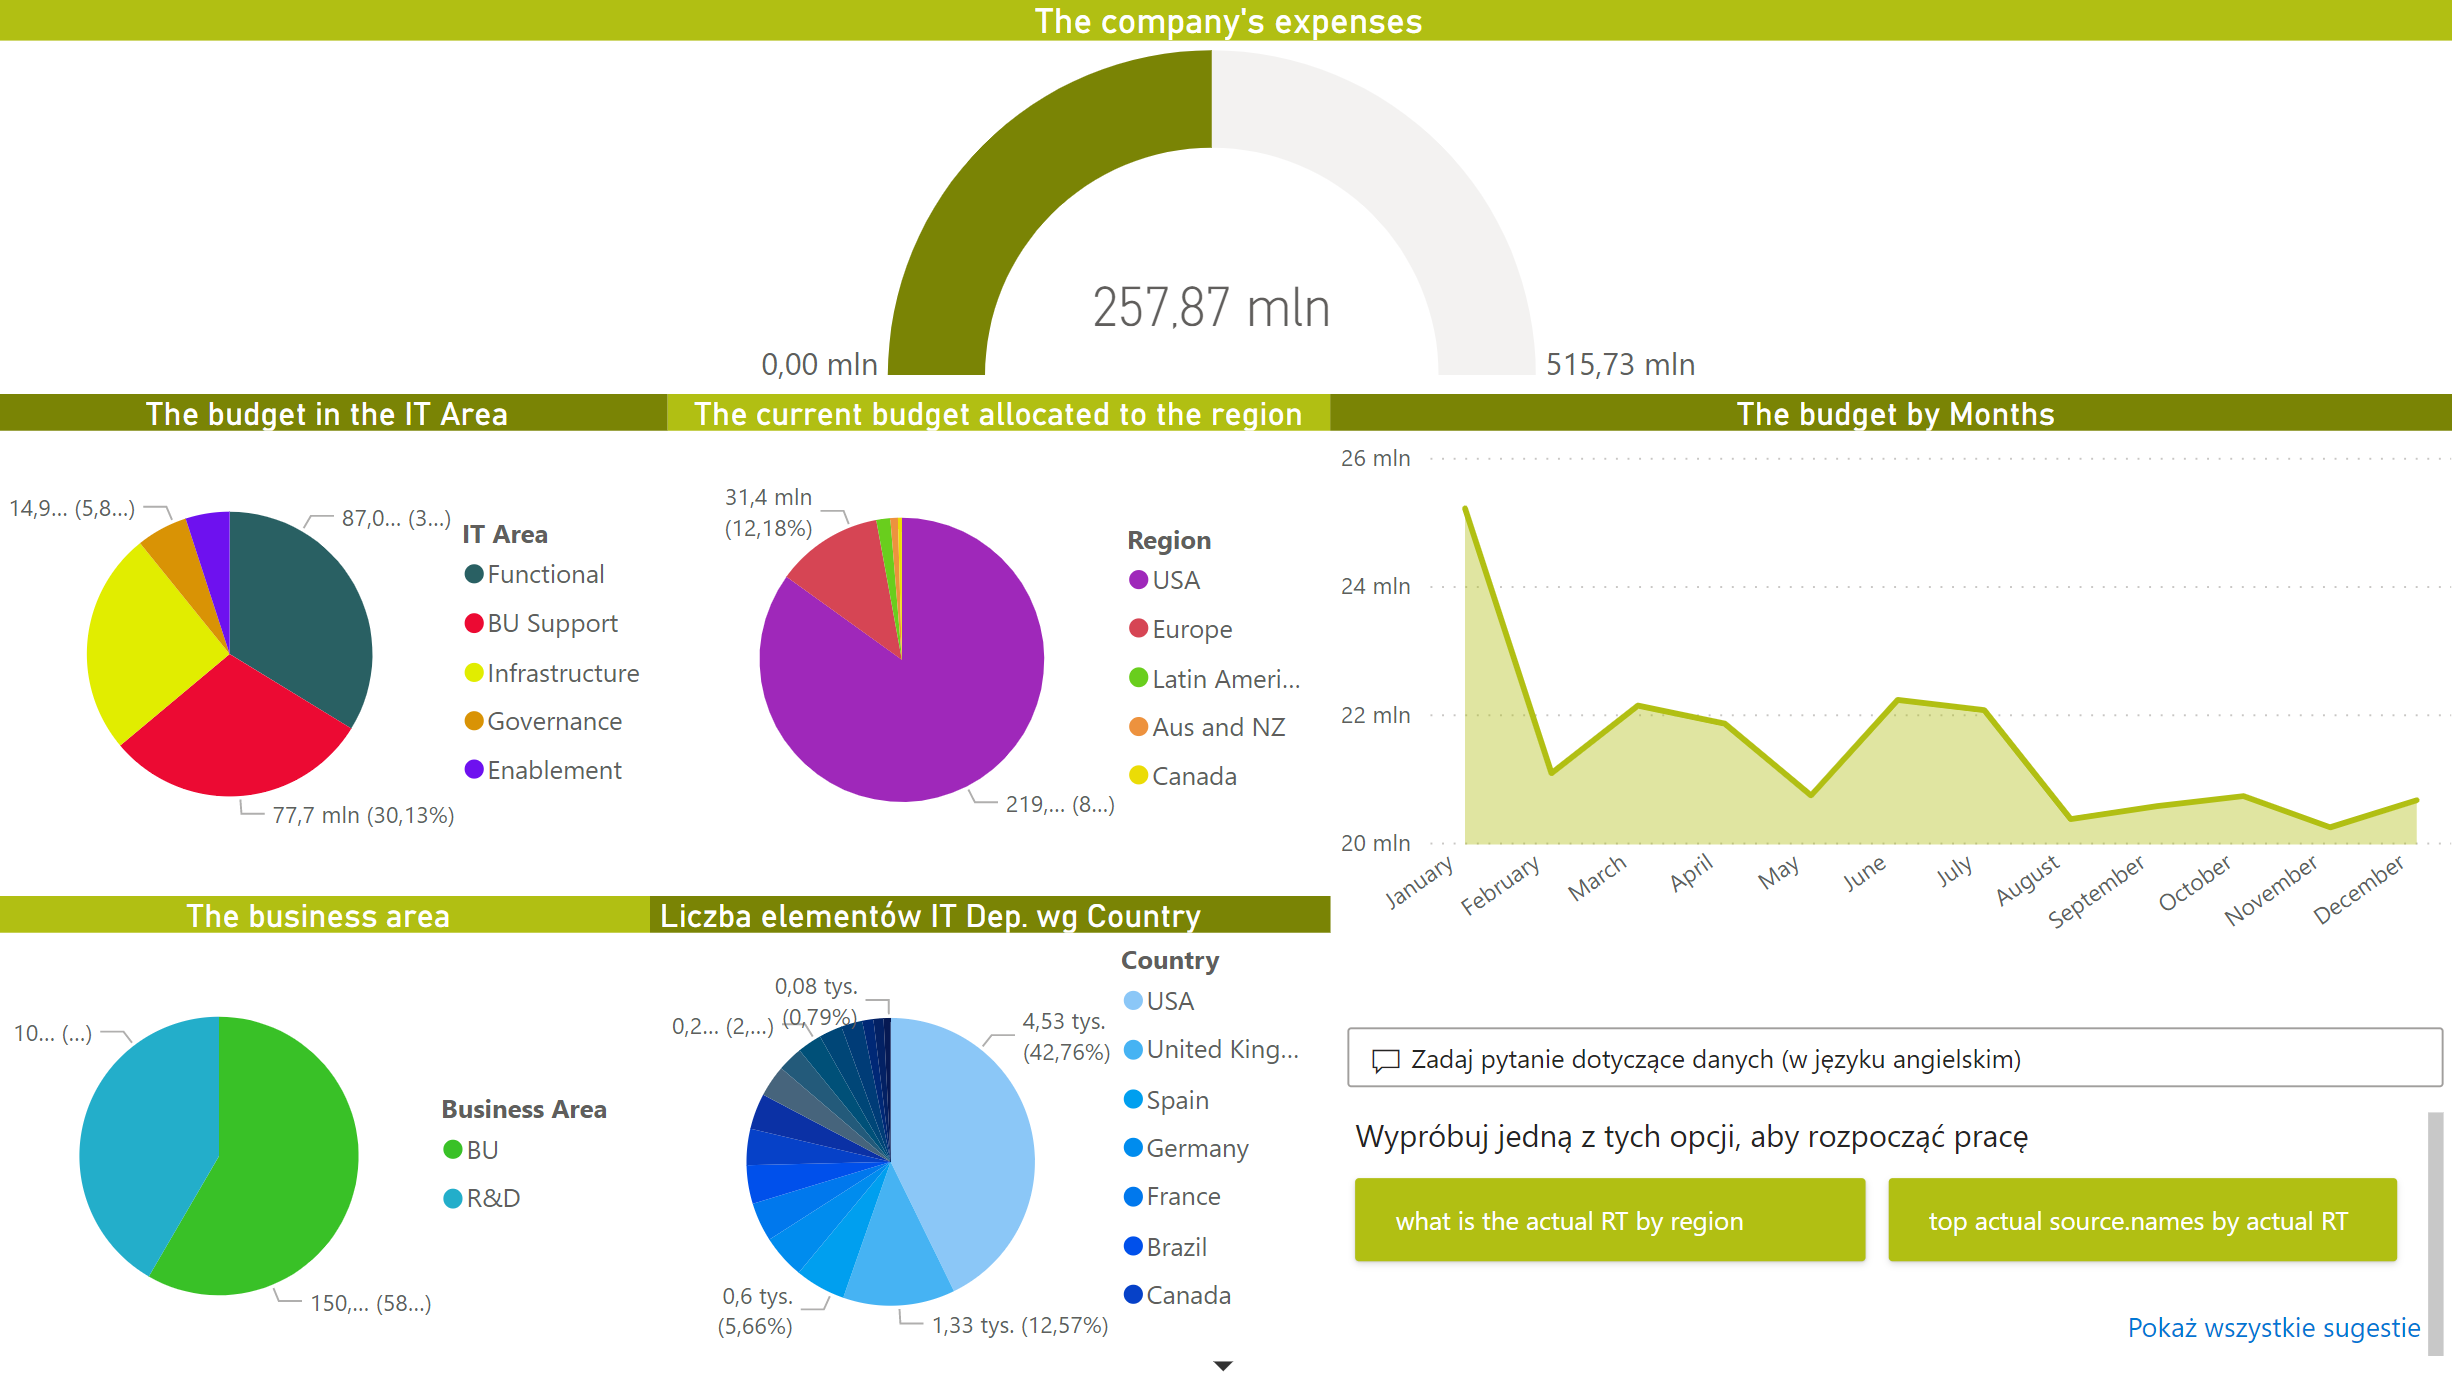 The company's expenses
257,87 mln
0,00 mln
515,73 mln
The budget in the IT Area
14,9... (5,8...)
87,0... (3...)
77,7 mln (30,13%)
IT Area
Functional
BU Support
Infrastructure
Governance
Enablement
The current budget allocated to the region
31,4 mln
(12,18%)
219,... (8...)
Region
USA
Europe
Latin Ameri...
Aus and NZ
Canada
The budget by Months
26 mln
24 mln
22 mln
20 mln
January
February
March
April
May
June
July
August
September
October
November
December
The business area
10... (...)
150,... (58...)
Business Area
BU
R&D
Liczba elementów IT Dep. wg Country
0,08 tys.
(0,79%)
0,2... (2,...)
4,53 tys.
(42,76%)
0,6 tys.
(5,66%)
1,33 tys. (12,57%)
Country
USA
United King...
Spain
Germany
France
Brazil
Canada
Zadaj pytanie dotyczące danych (w języku angielskim)
Wypróbuj jedną z tych opcji, aby rozpocząć pracę
what is the actual RT by region
top actual source.names by actual RT
Pokaż wszystkie sugestie